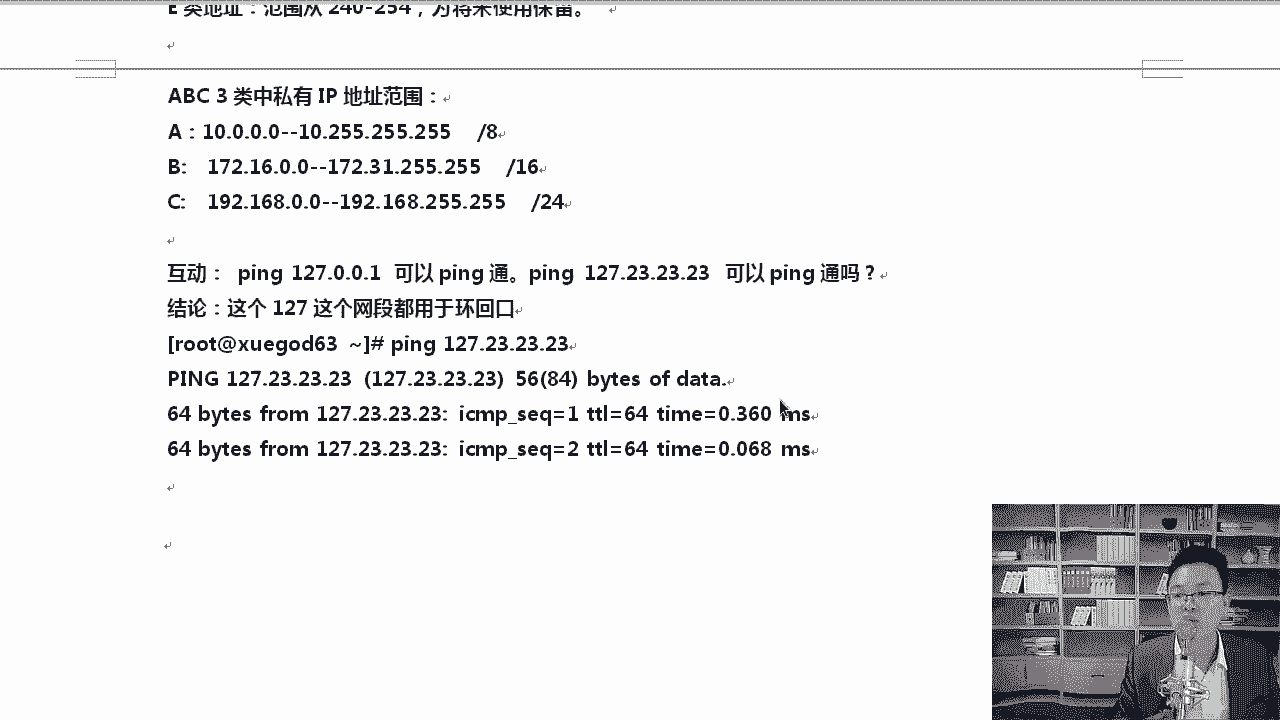 E 类地址：范围从 240-254，为将来使用保留。
ABC 3 类中私有 IP 地址范围：
A：10.0.0.0--10.255.255.255 /8
B: 172.16.0.0--172.31.255.255 /16
C: 192.168.0.0--192.168.255.255 /24
互动： ping 127.0.0.1 可以 ping 通。ping 127.23.23.23 可以 ping 通吗？
结论：这个 127 这个网段都用于环回口
[root@xuegod63 ~]# ping 127.23.23.23
PING 127.23.23.23 (127.23.23.23) 56(84) bytes of data.
64 bytes from 127.23.23.23: icmp_seq=1 ttl=64 time=0.360 ms
64 bytes from 127.23.23.23: icmp_seq=2 ttl=64 time=0.068 ms